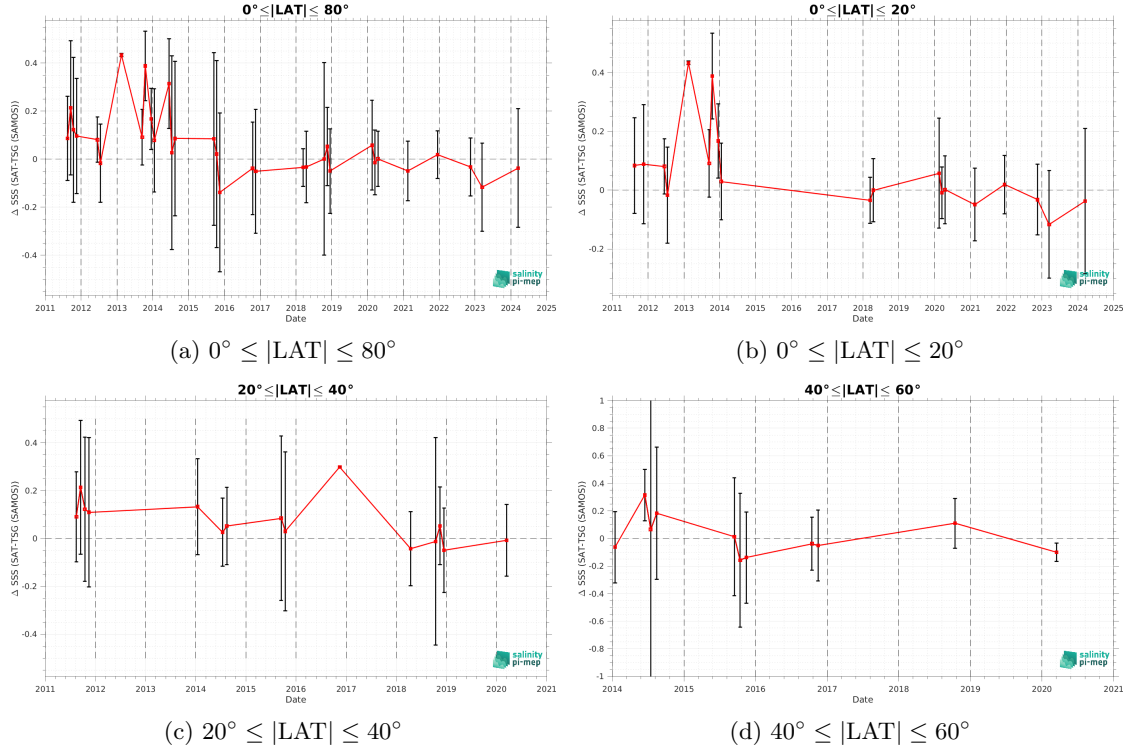 0°≤|LAT|≤ 80°
Δ SSS (SAT-TSG (SAMOS))
0.4
0.2
0
-0.2
-0.4
2011 2012 2013 2014 2015 2016 2017 2018 2019 2020 2021 2022 2023 2024 2025
Date
salinity
pi-mep
(a) 0° ≤ |LAT| ≤ 80°
0°≤|LAT|≤ 20°
Δ SSS (SAT-TSG (SAMOS))
0.4
0.2
0
-0.2
2011 2012 2013 2014 2015 2016 2017 2018 2019 2020 2021 2022 2023 2024 2025
Date
salinity
pi-mep
(b) 0° ≤ |LAT| ≤ 20°
20°≤|LAT|≤ 40°
Δ SSS (SAT-TSG (SAMOS))
0.4
0.2
0
-0.2
-0.4
2011 2012 2013 2014 2015 2016 2017 2018 2019 2020 2021
Date
salinity
pi-mep
(c) 20° ≤ |LAT| ≤ 40°
40°≤|LAT|≤ 60°
Δ SSS (SAT-TSG (SAMOS))
1
0.8
0.6
0.4
0.2
0
-0.2
-0.4
-0.6
-0.8
-1
2014 2015 2016 2017 2018 2019 2020 2021
Date
salinity
pi-mep
(d) 40° ≤ |LAT| ≤ 60°